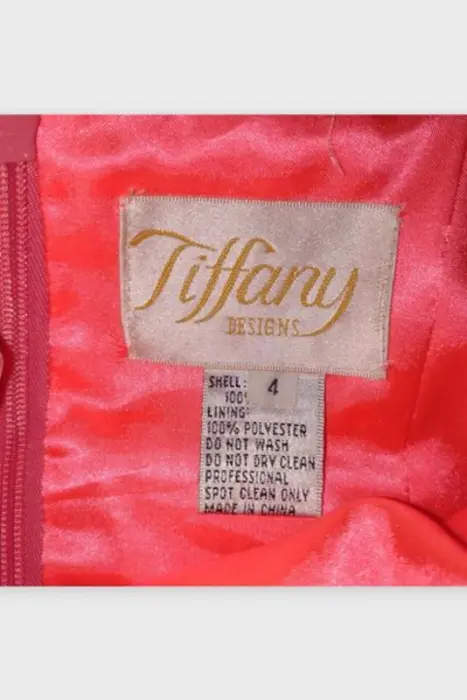 Tiffany
DESIGNS
4
SHELL:
100%
LINING:
100% POLYESTER
DO NOT WASH
DO NOT DRY CLEAN
PROFESSIONAL
SPOT CLEAN ONLY
MADE IN CHINA